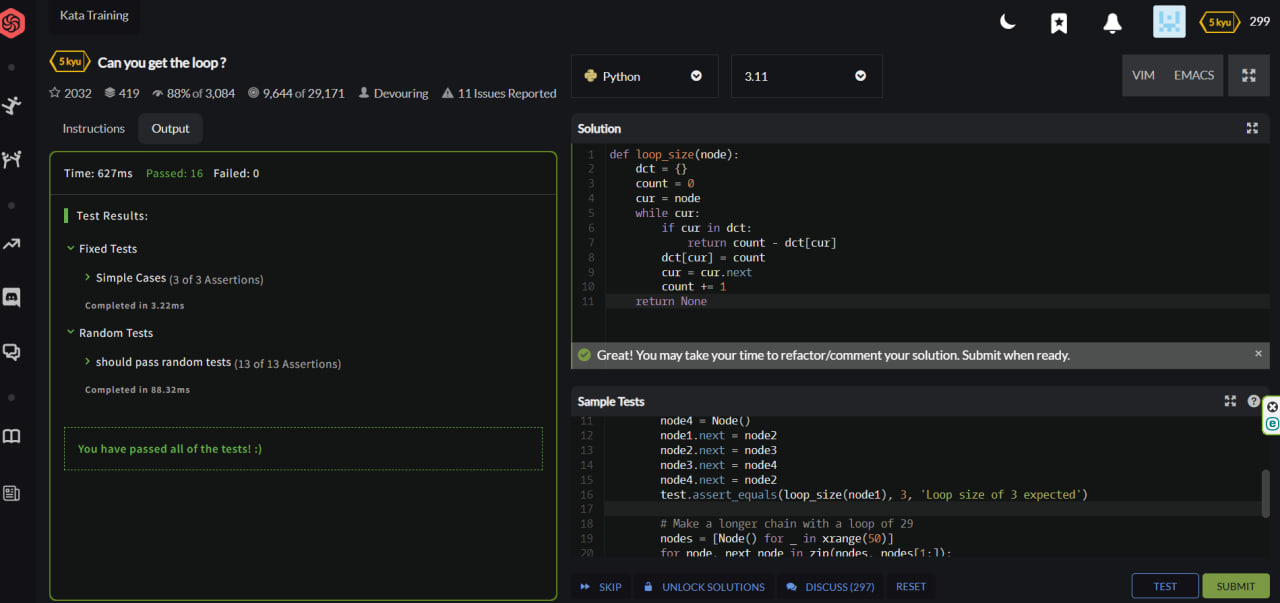 Kata Training
5 kyu
299
5 kyu Can you get the loop ?
2032 419 88% of 3,084 9,644 of 29,171 Devouring 11 Issues Reported
Python
3.11
VIM EMACS
Instructions Output
Time: 627ms Passed: 16 Failed: 0
Test Results:
Fixed Tests
Simple Cases (3 of 3 Assertions)
Completed in 3.22ms
Random Tests
should pass random tests (13 of 13 Assertions)
Completed in 88.32ms
You have passed all of the tests! :)
Solution
1 def loop_size(node):
2 dct = {}
3 count = 0
4 cur = node
5 while cur:
6 if cur in dct:
7 return count - dct[cur]
8 dct[cur] = count
9 cur = cur.next
10 count += 1
11 return None
Great! You may take your time to refactor/comment your solution. Submit when ready.
Sample Tests
11 node4 = Node()
12 node1.next = node2
13 node2.next = node3
14 node3.next = node4
15 node4.next = node2
16 test.assert_equals(loop_size(node1), 3, 'Loop size of 3 expected')
17
18 # Make a longer chain with a loop of 29
19 nodes = [Node() for _ in xrange(50)]
20 for node, next_node in zip(nodes, nodes[1:]):
SKIP UNLOCK SOLUTIONS DISCUSS (297) RESET
TEST SUBMIT